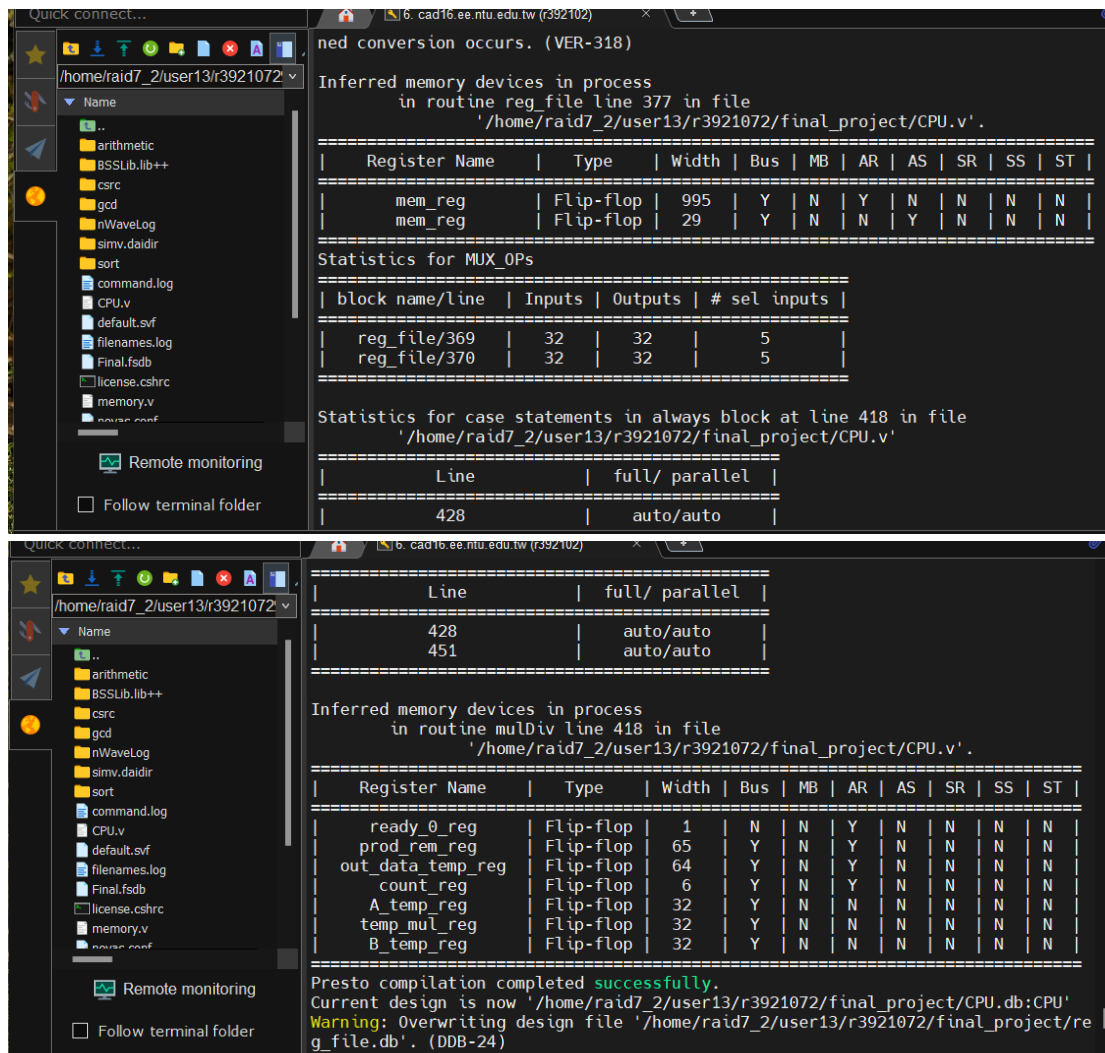 Quick connect...
6. cad16.ee.ntu.edu.tw (r392102)
/home/raid7_2/user13/r3921072
Name
..
arithmetic
BSSLib.lib++
csrc
gcd
nWaveLog
simv.daidir
sort
command.log
CPU.v
default.svf
filenames.log
Final.fsdb
license.cshrc
memory.v
novas.conf
Remote monitoring
Follow terminal folder
ned conversion occurs. (VER-318)
Inferred memory devices in process
in routine reg_file line 377 in file
'/home/raid7_2/user13/r3921072/final_project/CPU.v'.
===============================================================================
| Register Name | Type | Width | Bus | MB | AR | AS | SR | SS | ST |
===============================================================================
| mem_reg | Flip-flop | 995 | Y | N | Y | N | N | N | N |
| mem_reg | Flip-flop | 29 | Y | N | N | Y | N | N | N |
===============================================================================
Statistics for MUX_OPs
======================================================
| block name/line | Inputs | Outputs | # sel inputs |
======================================================
| reg_file/369 | 32 | 32 | 5 |
| reg_file/370 | 32 | 32 | 5 |
======================================================
Statistics for case statements in always block at line 418 in file
'/home/raid7_2/user13/r3921072/final_project/CPU.v'
===============================================
| Line | full/ parallel |
===============================================
| 428 | auto/auto |
Quick connect...
6. cad16.ee.ntu.edu.tw (r392102)
/home/raid7_2/user13/r3921072
Name
..
arithmetic
BSSLib.lib++
csrc
gcd
nWaveLog
simv.daidir
sort
command.log
CPU.v
default.svf
filenames.log
Final.fsdb
license.cshrc
memory.v
novas.conf
Remote monitoring
Follow terminal folder
===============================================
| Line | full/ parallel |
===============================================
| 428 | auto/auto |
| 451 | auto/auto |
===============================================
Inferred memory devices in process
in routine mulDiv line 418 in file
'/home/raid7_2/user13/r3921072/final_project/CPU.v'.
===============================================================================
| Register Name | Type | Width | Bus | MB | AR | AS | SR | SS | ST |
===============================================================================
| ready_0_reg | Flip-flop | 1 | N | N | Y | N | N | N | N |
| prod_rem_reg | Flip-flop | 65 | Y | N | Y | N | N | N | N |
| out_data_temp_reg | Flip-flop | 64 | Y | N | Y | N | N | N | N |
| count_reg | Flip-flop | 6 | Y | N | Y | N | N | N | N |
| A_temp_reg | Flip-flop | 32 | Y | N | N | N | N | N | N |
| temp_mul_reg | Flip-flop | 32 | Y | N | N | N | N | N | N |
| B_temp_reg | Flip-flop | 32 | Y | N | N | N | N | N | N |
===============================================================================
Presto compilation completed successfully.
Current design is now '/home/raid7_2/user13/r3921072/final_project/CPU.db:CPU'
Warning: Overwriting design file '/home/raid7_2/user13/r3921072/final_project/re
g_file.db'. (DDB-24)